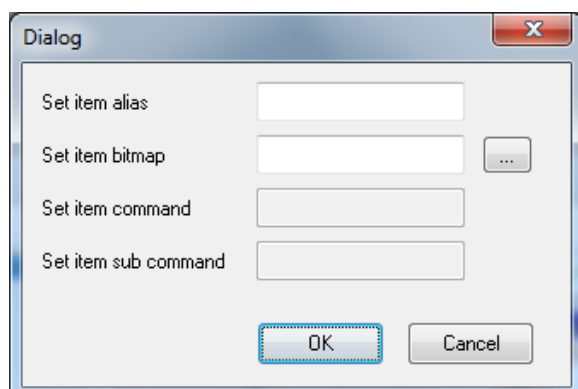 Dialog
Set item alias
Set item bitmap
...
Set item command
Set item sub command
OK
Cancel